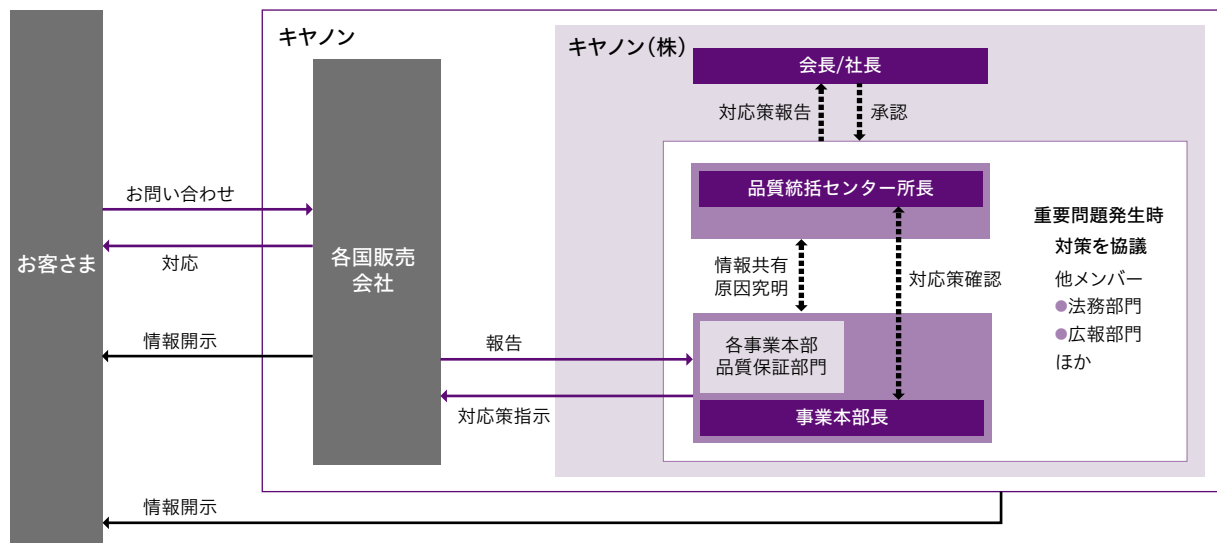 キヤノン
キヤノン（株）
会長/社長
対応策報告
承認
お客さま
お問い合わせ
対応
情報開示
各国販売
会社
報告
対応策指示
品質統括センター所長
情報共有
原因究明
対応策確認
各事業本部
品質保証部門
事業本部長
重要問題発生時
対策を協議
他メンバー
●法務部門
●広報部門
ほか
情報開示